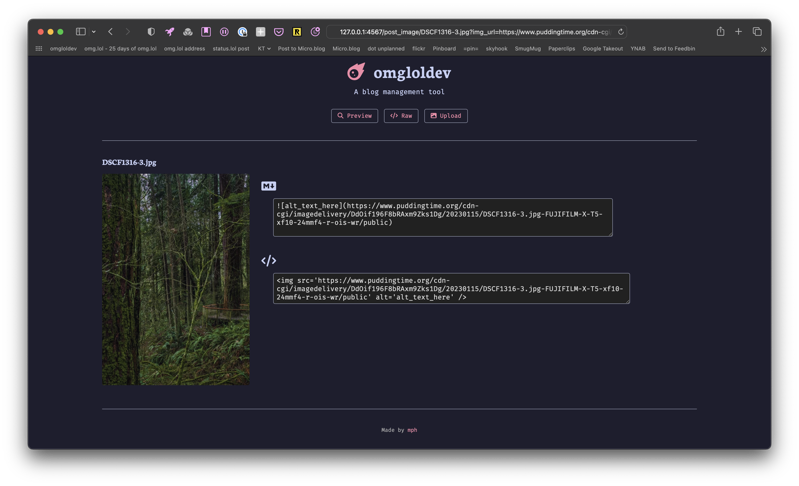 127.0.0.1:4567/post_image/DSCF1316-3.jpg?img_url=https://www.puddingtime.org/cdn-cg
omgloldev
omg.lol - 25 days of omg.lol
omg.lol address
status.lol post
KT
Post to Micro.blog
Micro.blog
dot unplanned
flickr
Pinboard
»pin«
skyhook
SmugMug
Paperclips
Google Takeout
YNAB
Send to Feedbin
omgloldev
A blog management tool
Preview
</> Raw
Upload
DSCF1316-3.jpg
M
![alt_text_here](https://www.puddingtime.org/cdn-
cgi/imagedelivery/DdOif196F8bRAxm9Zks1Dg/20230115/DSCF1316-3.jpg-FUJIFILM-X-T5-
xf10-24mmf4-r-ois-wr/public)
</>
<img src='https://www.puddingtime.org/cdn-
cgi/imagedelivery/DdOif196F8bRAxm9Zks1Dg/20230115/DSCF1316-3.jpg-FUJIFILM-X-T5-xf10-
24mmf4-r-ois-wr/public' alt='alt_text_here' />
Made by mph